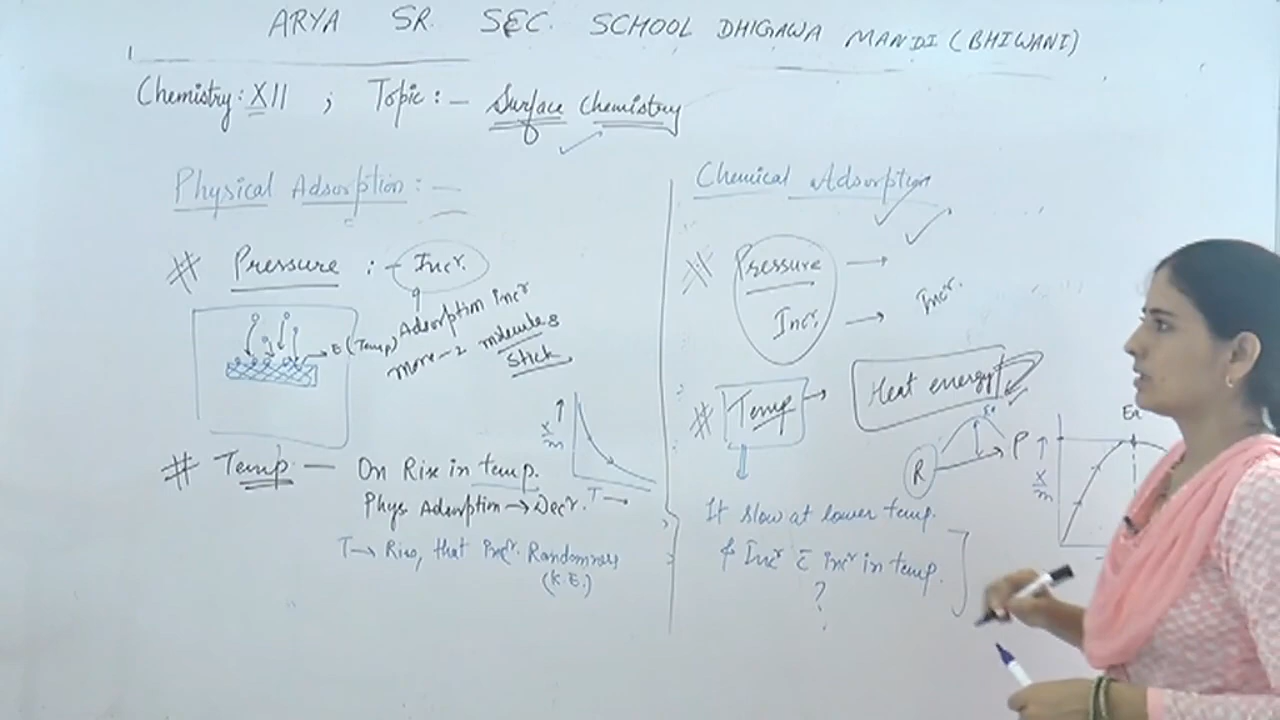 ARYA SR. SEC. SCHOOL DHIGAWA MANDI (BHIWANI)
Chemistry: XII ; Topic :- Surface Chemistry
Physical Adsorption :-
# Pressure :- Incr.
Adsorption incr
more-2 molecules
stick
E (Temp)
x/m
T
# Temp - On Rise in temp.
Phys Adsorption → Decr.
T → Rise, that incr. Randomness
(K.E.)
Chemical Adsorption
# Pressure →
Incr. → Incr.
# Temp → Heat energy
R → P
Ea
Ea
x/m
It slow at lower temp.
& Incr c̄ incr in temp.
?